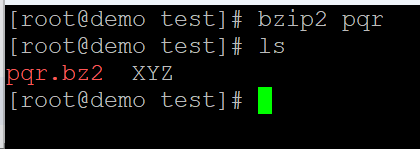 [root@demo test]# bzip2 pqr
[root@demo test]# ls
pqr.bz2  XYZ
[root@demo test]#